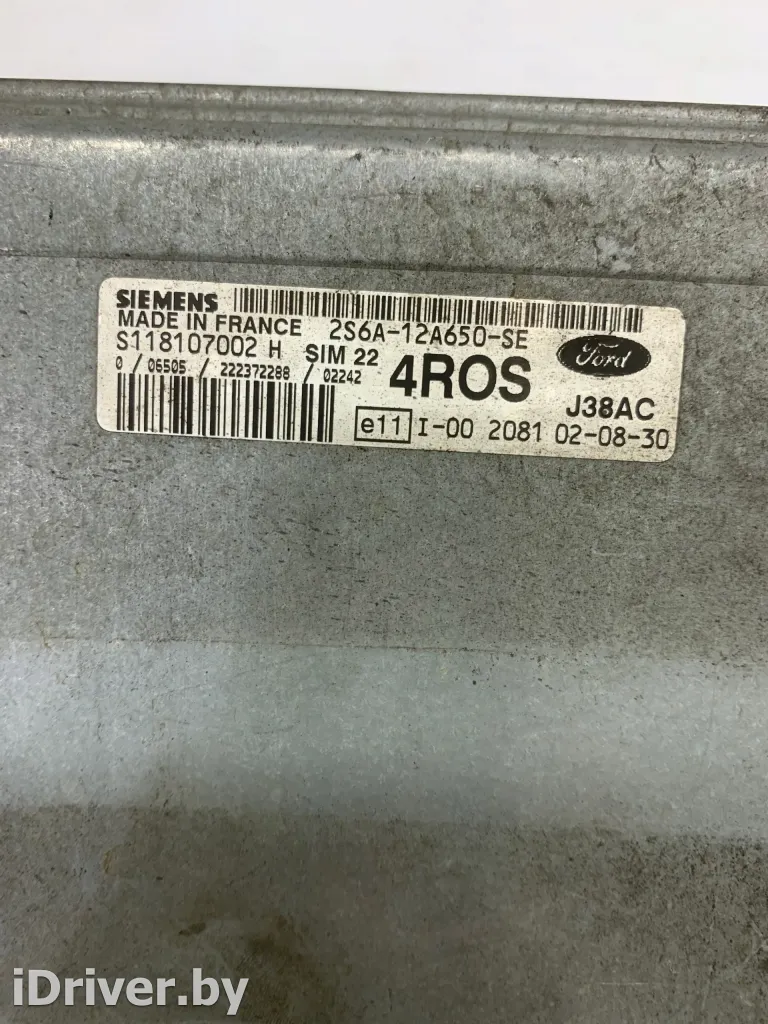 SIEMENS
MADE IN FRANCE 2S6A-12A650-SE
S118107002 H SIM 22 4ROS Ford
0 / 06505 / 222372288 / 02242
J38AC
e11 I-00 2081 02-08-30
iDriver.by